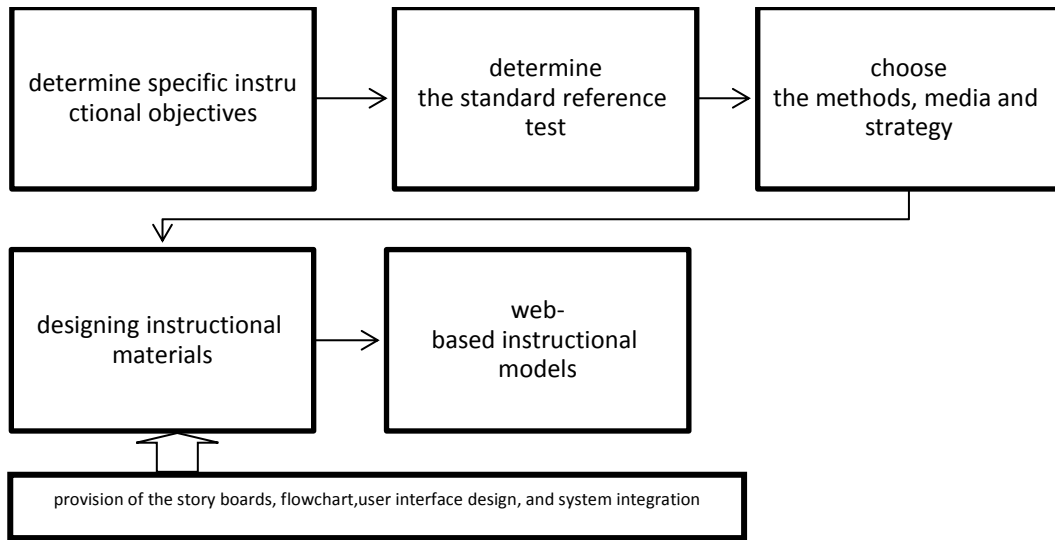 determine specific instru
ctional objectives
determine
the standard reference
test
choose
the methods, media and
strategy
designing instructional
materials
web-
based instructional
models
provision of the story boards, flowchart,user interface design, and system integration